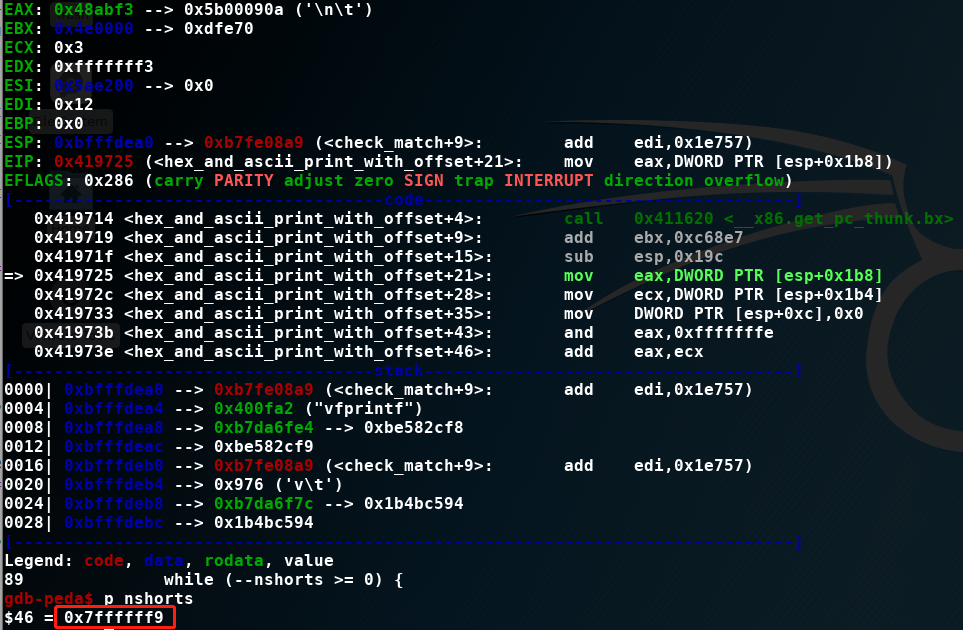 EAX: 0x48abf3 --> 0x5b00090a ('\n\t')
EBX: 0x4e0000 --> 0xdfe70
ECX: 0x3
EDX: 0xfffffff3
ESI: 0x5ae200 --> 0x0
EDI: 0x12
EBP: 0x0
ESP: 0xbfffdea0 --> 0xb7fe08a9 (<check_match+9>: add edi,0x1e757)
EIP: 0x419725 (<hex_and_ascii_print_with_offset+21>: mov eax,DWORD PTR [esp+0x1b8])
EFLAGS: 0x286 (carry PARITY adjust zero SIGN trap INTERRUPT direction overflow)
[-------------------------------------code-------------------------------------]
0x419714 <hex_and_ascii_print_with_offset+4>: call 0x411620 <__x86.get_pc_thunk.bx>
0x419719 <hex_and_ascii_print_with_offset+9>: add ebx,0xc68e7
0x41971f <hex_and_ascii_print_with_offset+15>: sub esp,0x19c
=> 0x419725 <hex_and_ascii_print_with_offset+21>: mov eax,DWORD PTR [esp+0x1b8]
0x41972c <hex_and_ascii_print_with_offset+28>: mov ecx,DWORD PTR [esp+0x1b4]
0x419733 <hex_and_ascii_print_with_offset+35>: mov DWORD PTR [esp+0xc],0x0
0x41973b <hex_and_ascii_print_with_offset+43>: and eax,0xfffffffe
0x41973e <hex_and_ascii_print_with_offset+46>: add eax,ecx
[------------------------------------stack-------------------------------------]
0000| 0xbfffdea0 --> 0xb7fe08a9 (<check_match+9>: add edi,0x1e757)
0004| 0xbfffdea4 --> 0x400fa2 ("vfprintf")
0008| 0xbfffdea8 --> 0xb7da6fe4 --> 0xbe582cf8
0012| 0xbfffdeac --> 0xbe582cf9
0016| 0xbfffdeb0 --> 0xb7fe08a9 (<check_match+9>: add edi,0x1e757)
0020| 0xbfffdeb4 --> 0x976 ('v\t')
0024| 0xbfffdeb8 --> 0xb7da6f7c --> 0x1b4bc594
0028| 0xbfffdebc --> 0x1b4bc594
[------------------------------------------------------------------------------]
Legend: code, data, rodata, value
89 while (--nshorts >= 0) {
gdb-peda$ p nshorts
$46 = 0x7ffffff9